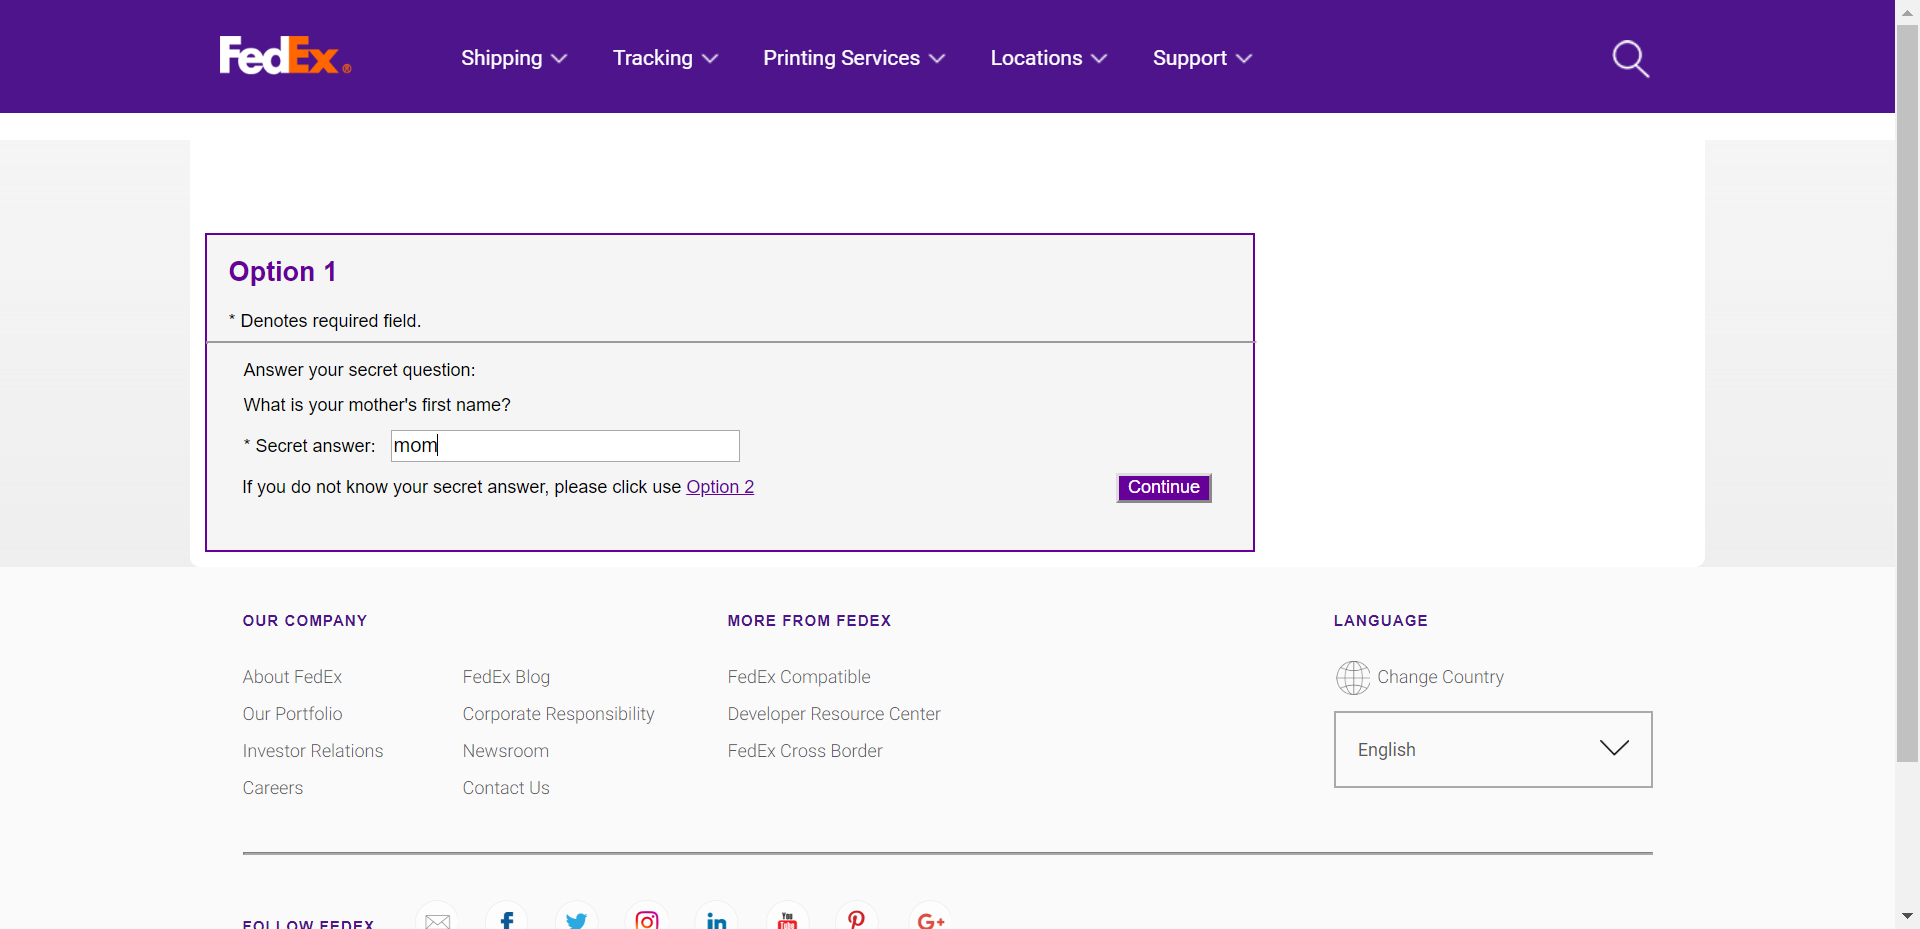 FedEx®
Shipping Tracking Printing Services Locations Support
Option 1
* Denotes required field.
Answer your secret question:
What is your mother's first name?
* Secret answer: mom
If you do not know your secret answer, please click use Option 2
Continue
OUR COMPANY
About FedEx
Our Portfolio
Investor Relations
Careers
FedEx Blog
Corporate Responsibility
Newsroom
Contact Us
MORE FROM FEDEX
FedEx Compatible
Developer Resource Center
FedEx Cross Border
LANGUAGE
Change Country
English
FOLLOW FEDEX
f
in
You Tube
G+